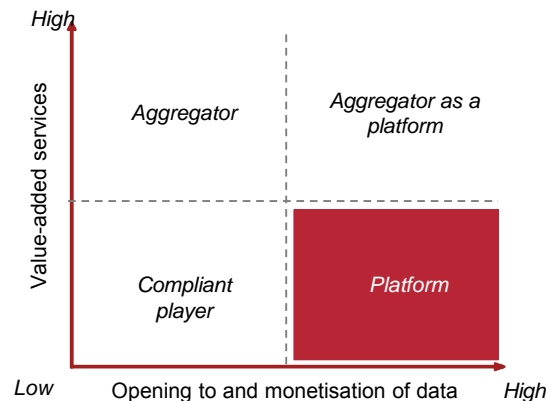 High
Aggregator
Aggregator as a
platform
Value-added services
Compliant
player
Platform
Low
Opening to and monetisation of data
High